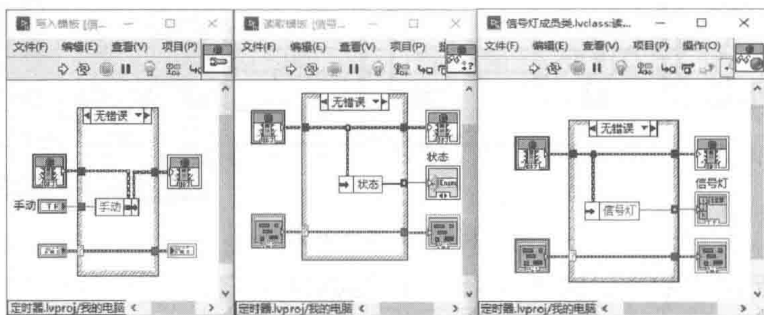 写入模板 [信...
文件(F) 编辑(E) 查看(V) 项目(P)
无错误
手动
手动
定时器.lvproj/我的电脑
读取模板 [信号...
文件(F) 编辑(E) 查看(V) 项目(P)
无错误
状态
状态
定时器.lvproj/我的电脑
信号灯成员类.lvclass:读...
文件(F) 编辑(E) 查看(V) 项目(P) 操作(O)
无错误
信号灯
信号灯
定时器.lvproj/我的电脑